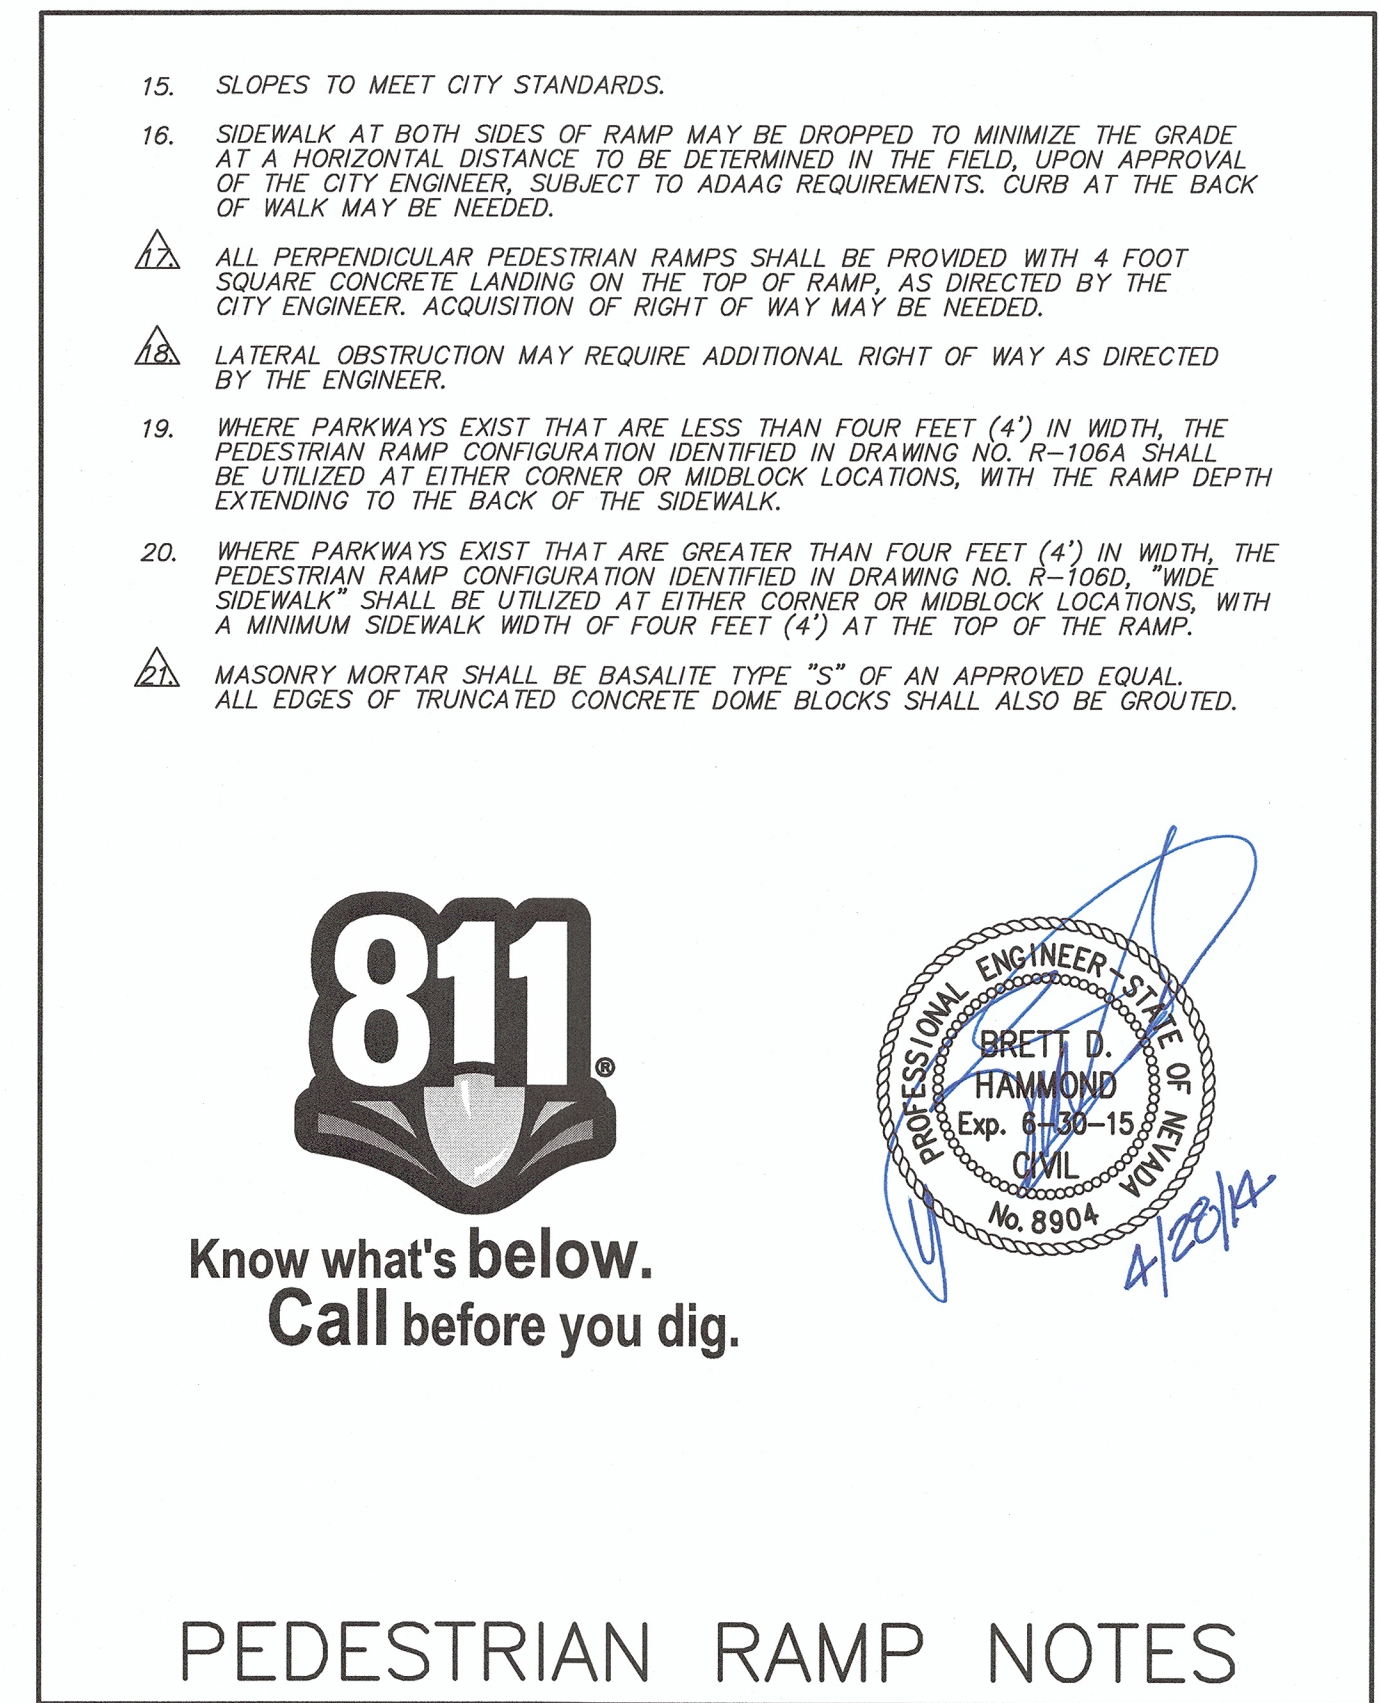 15. SLOPES TO MEET CITY STANDARDS.
16. SIDEWALK AT BOTH SIDES OF RAMP MAY BE DROPPED TO MINIMIZE THE GRADE
AT A HORIZONTAL DISTANCE TO BE DETERMINED IN THE FIELD, UPON APPROVAL
OF THE CITY ENGINEER, SUBJECT TO ADAAG REQUIREMENTS. CURB AT THE BACK
OF WALK MAY BE NEEDED.
17. ALL PERPENDICULAR PEDESTRIAN RAMPS SHALL BE PROVIDED WITH 4 FOOT
SQUARE CONCRETE LANDING ON THE TOP OF RAMP, AS DIRECTED BY THE
CITY ENGINEER. ACQUISITION OF RIGHT OF WAY MAY BE NEEDED.
18. LATERAL OBSTRUCTION MAY REQUIRE ADDITIONAL RIGHT OF WAY AS DIRECTED
BY THE ENGINEER.
19. WHERE PARKWAYS EXIST THAT ARE LESS THAN FOUR FEET (4') IN WIDTH, THE
PEDESTRIAN RAMP CONFIGURATION IDENTIFIED IN DRAWING NO. R-106A SHALL
BE UTILIZED AT EITHER CORNER OR MIDBLOCK LOCATIONS, WITH THE RAMP DEPTH
EXTENDING TO THE BACK OF THE SIDEWALK.
20. WHERE PARKWAYS EXIST THAT ARE GREATER THAN FOUR FEET (4') IN WIDTH, THE
PEDESTRIAN RAMP CONFIGURATION IDENTIFIED IN DRAWING NO. R-106D, "WIDE
SIDEWALK" SHALL BE UTILIZED AT EITHER CORNER OR MIDBLOCK LOCATIONS, WITH
A MINIMUM SIDEWALK WIDTH OF FOUR FEET (4') AT THE TOP OF THE RAMP.
21. MASONRY MORTAR SHALL BE BASALITE TYPE "S" OF AN APPROVED EQUAL.
ALL EDGES OF TRUNCATED CONCRETE DOME BLOCKS SHALL ALSO BE GROUTED.
811®
Know what's below.
Call before you dig.
PROFESSIONAL ENGINEER-STATE OF NEVADA
BRETT D.
HAMMOND
Exp. 6-30-15
CIVIL
No. 8904
4/28/14
PEDESTRIAN RAMP NOTES